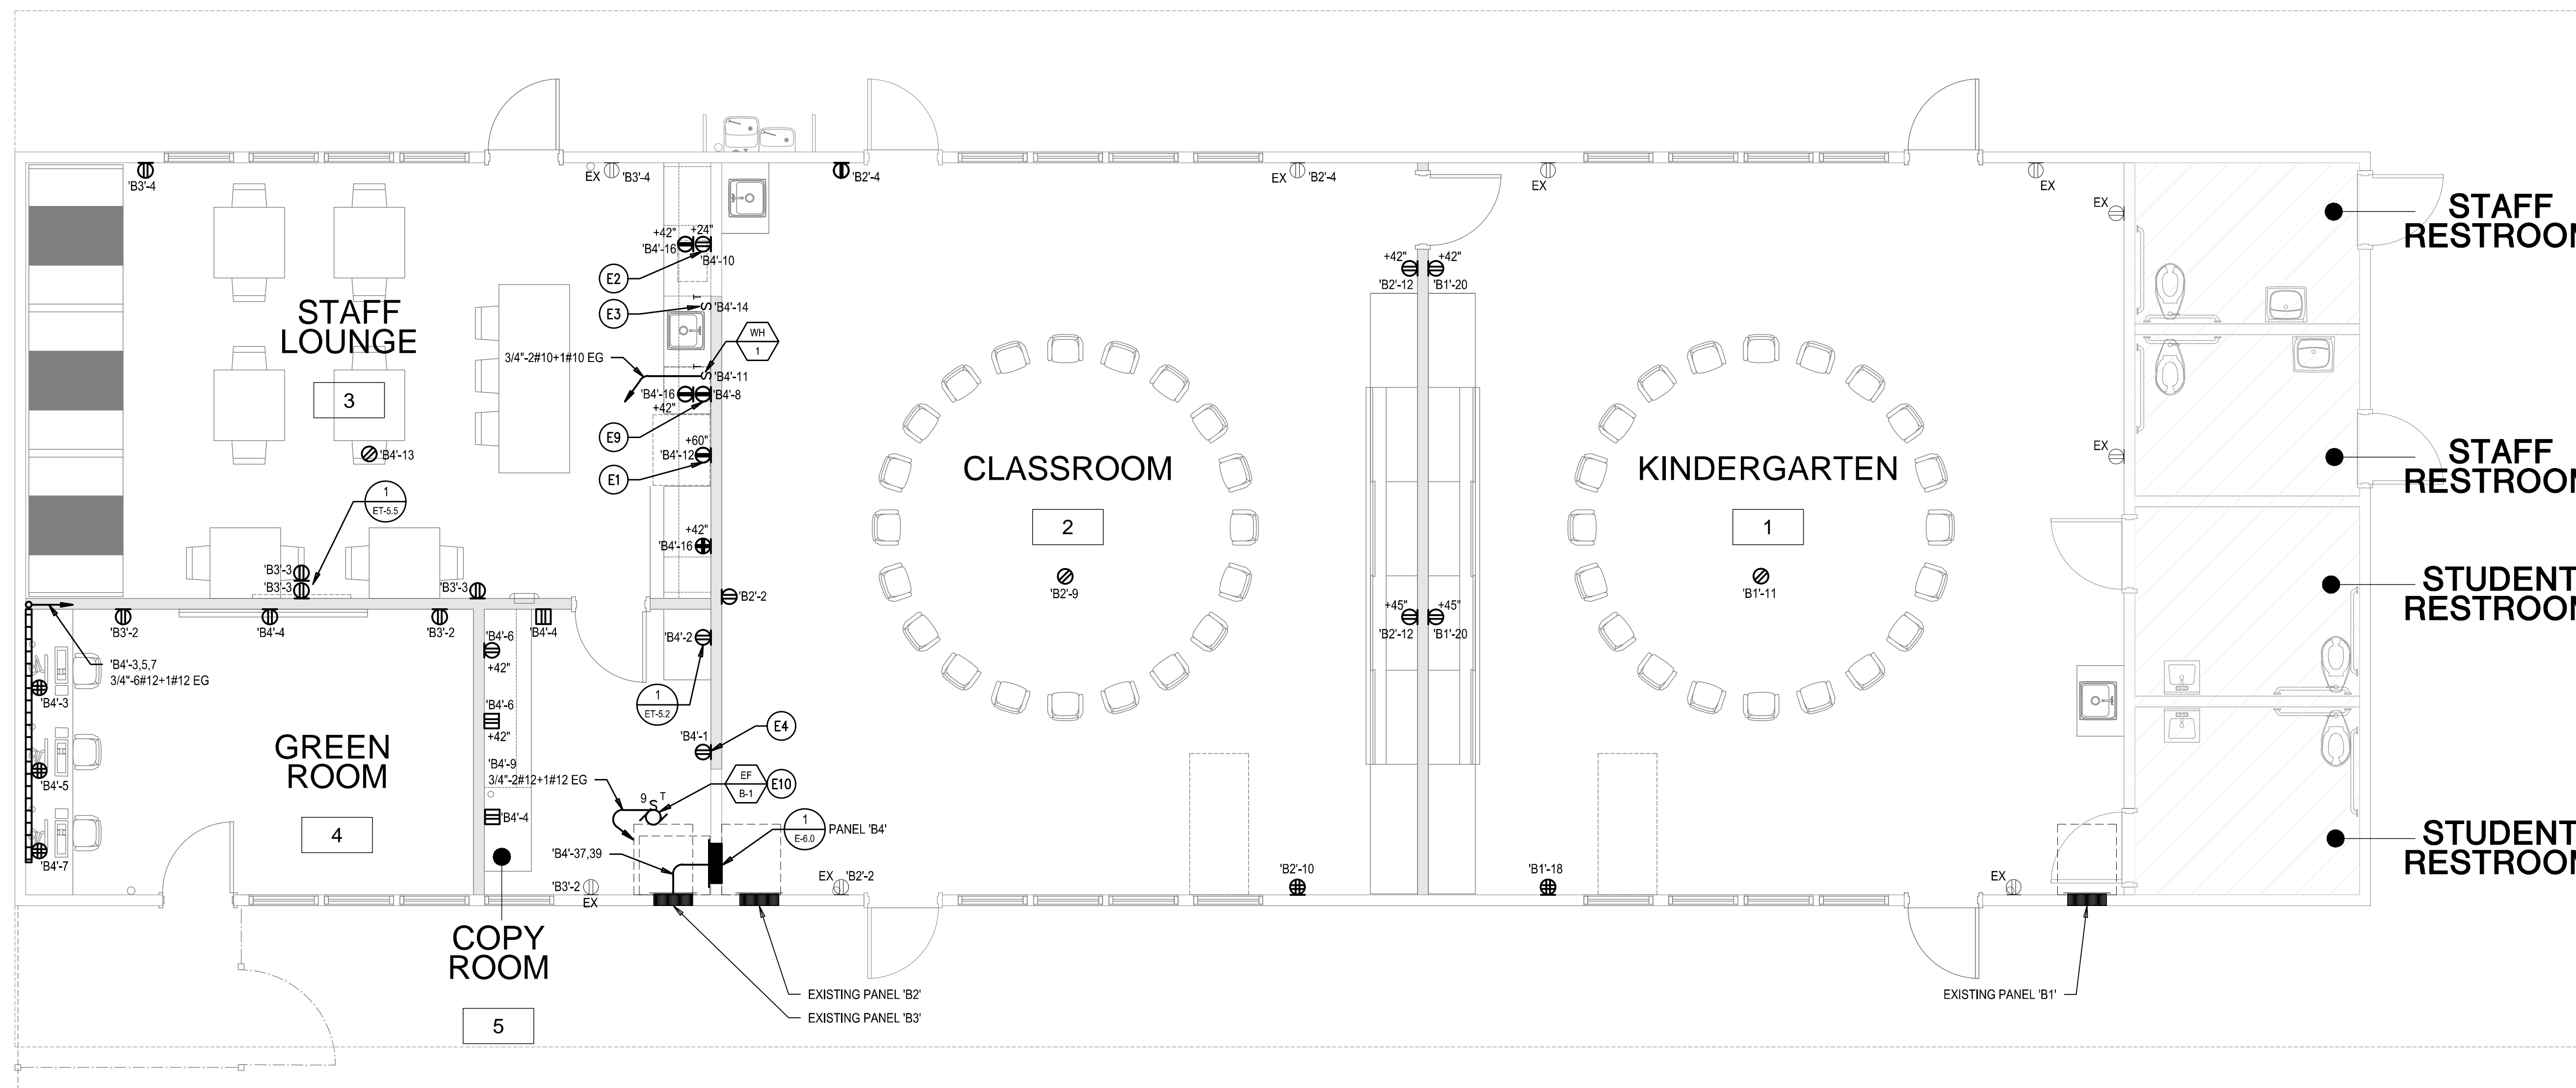 'B3'-4
EX
'B3'-4
'B2'-4
EX
'B2'-4
EX
EX
EX
STAFF
RESTROOM
+42"
+24"
'B4'-16
'B4'-10
E2
+42"
+42"
'B2'-12
'B1'-20
STAFF
LOUNGE
3
E3
T
S
'B4'-14
WH
1
3/4"-2#10+1#10 EG
T
S
'B4'-11
'B4'-16
'B4'-8
+42"
E9
+60"
'B4'-12
E1
'B4'-13
CLASSROOM
2
KINDERGARTEN
1
EX
STAFF
RESTROOM
1
ET-5.5
+42"
'B4'-16
'B3'-3
'B3'-3
'B3'-3
'B2'-2
'B2'-9
'B1'-11
STUDENT
RESTROOM
'B3'-2
'B4'-4
'B3'-2
'B4'-6
+42"
'B4'-4
'B4'-2
+45"
+45"
'B2'-12
'B1'-20
'B4'-3,5,7
3/4"-6#12+1#12 EG
'B4'-3
'B4'-6
+42"
1
ET-5.2
GREEN
ROOM
4
'B4'-5
'B4'-7
'B4'-1
E4
'B4'-9
3/4"-2#12+1#12 EG
EF
B-1
E10
9
S
T
'B4'-4
1
E-6.0
PANEL 'B4'
'B4'-37,39
STUDENT
RESTROOM
'B3'-2
EX
EX
'B2'-2
'B2'-10
'B1'-18
EX
COPY
ROOM
5
EXISTING PANEL 'B2'
EXISTING PANEL 'B3'
EXISTING PANEL 'B1'